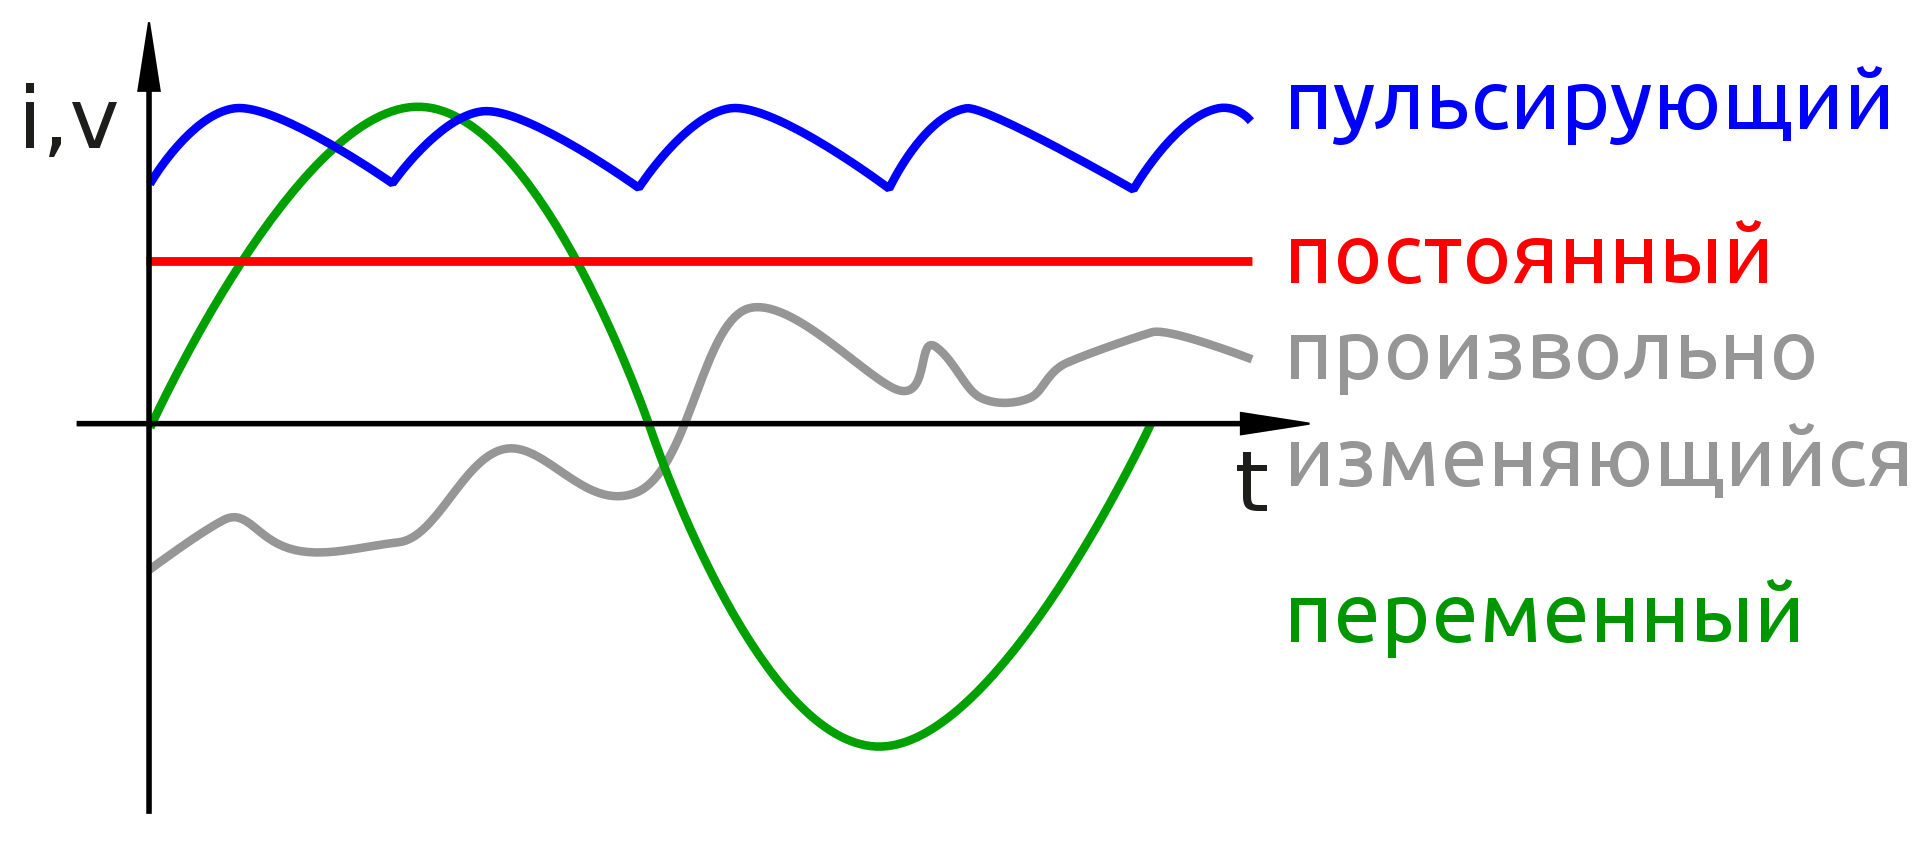 i,v
пульсирующий
постоянный
произвольно
изменяющийся
t
переменный